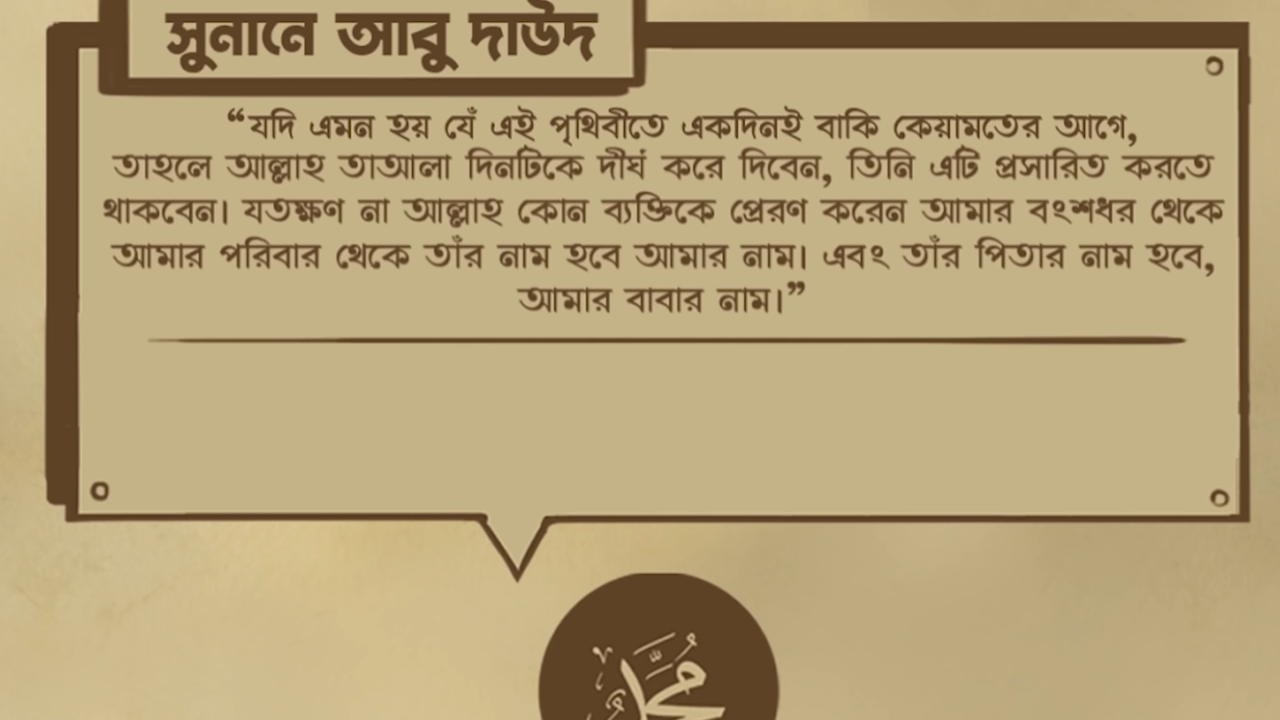 সুনানে আবু দাউদ
“যদি এমন হয় যেঁ এই পৃথিবীতে একদিনই বাকি কেয়ামতের আগে,
তাহলে আল্লাহ তাআলা দিনটিকে দীর্ঘ করে দিবেন, তিনি এটি প্রসারিত করতে
থাকবেন। যতক্ষণ না আল্লাহ কোন ব্যক্তিকে প্রেরণ করেন আমার বংশধর থেকে
আমার পরিবার থেকে তাঁর নাম হবে আমার নাম। এবং তাঁর পিতার নাম হবে,
আমার বাবার নাম।”